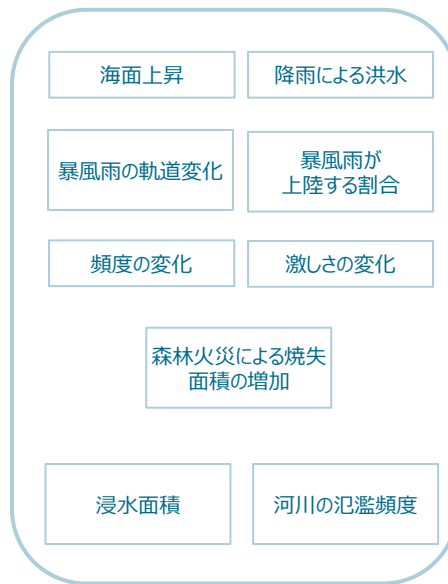 海面上昇
降雨による洪水
暴風雨の軌道変化
暴風雨が
上陸する割合
頻度の変化
激しさの変化
森林火災による焼失
面積の増加
浸水面積
河川の氾濫頻度